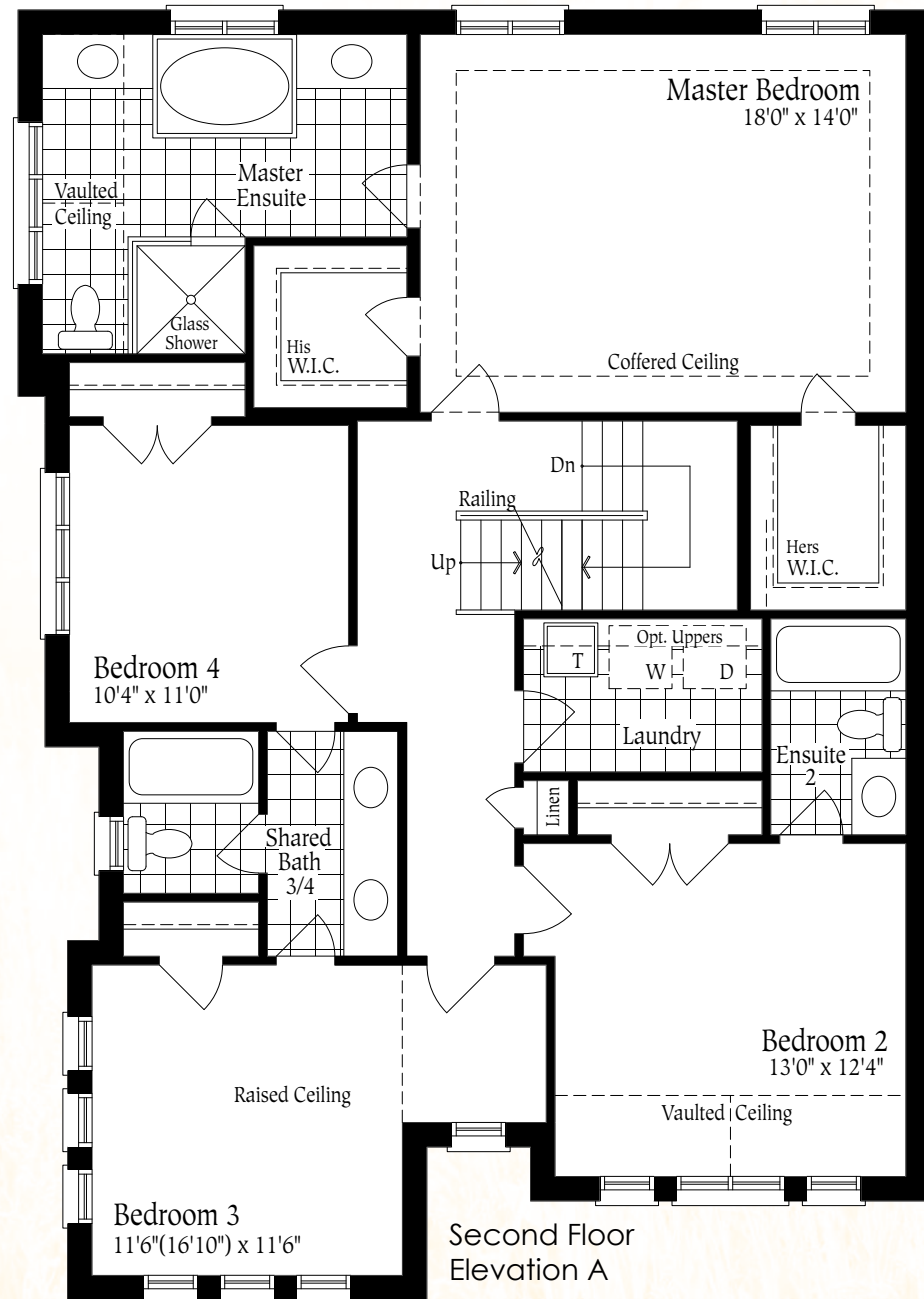 Master Bedroom
18'0" x 14'0"
Master
Ensuite
Vaulted
Ceiling
Glass
Shower
His
W.I.C.
Coffered Ceiling
Dn
Railing
Up
Hers
W.I.C.
Bedroom 4
10'4" x 11'0"
Opt. Uppers
T
W
D
Laundry
Ensuite
2
Linen
Shared
Bath
3/4
Bedroom 2
13'0" x 12'4"
Raised Ceiling
Vaulted Ceiling
Bedroom 3
11'6"(16'10") x 11'6"
Second Floor
Elevation A